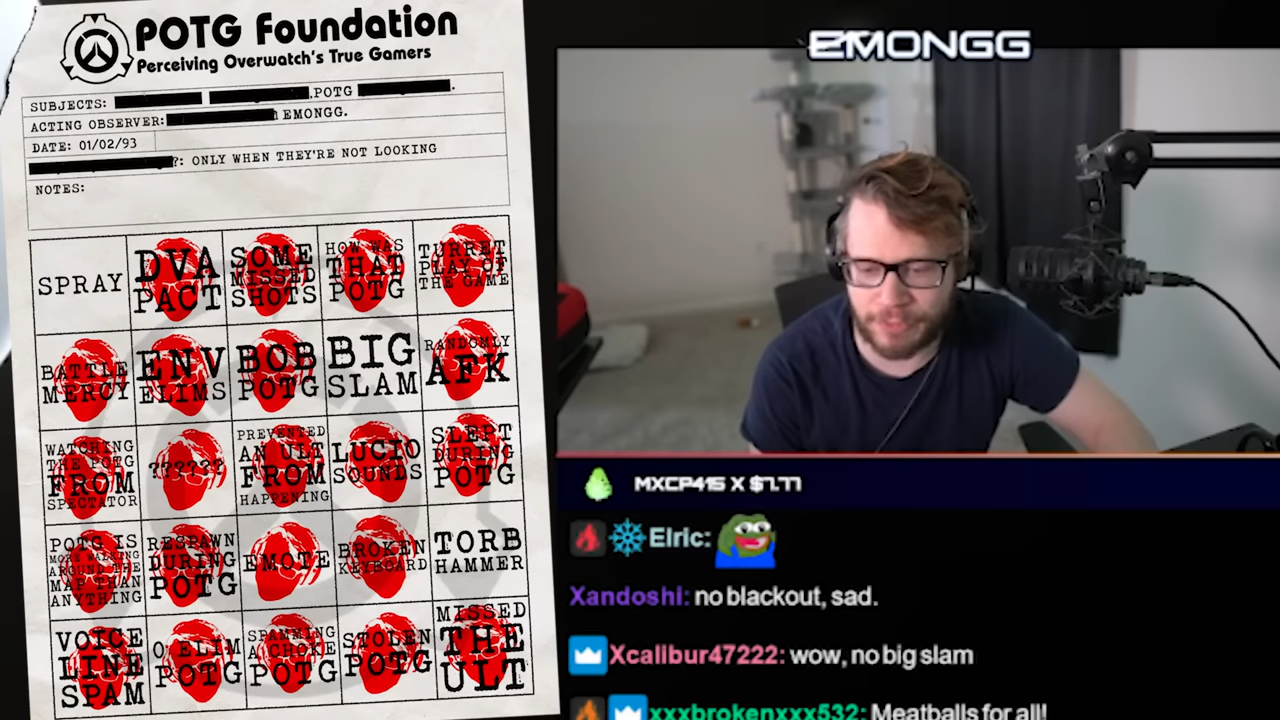 POTG Foundation
Perceiving Overwatch's True Gamers
SUBJECTS: ,POTG .
ACTING OBSERVER: EMONGG.
DATE: 01/02/93
?: ONLY WHEN THEY'RE NOT LOOKING
NOTES:
SPRAY
DVA
PACT
SOME
MISSED
SHOTS
HOW WAS
THAT
POTG
TURRET
PLAY OF
THE GAME
BATTLE
MERCY
ENV
ELIMS
BOB
POTG
BIG
SLAM
RANDOMLY
AFK
WATCHING
THE POTG
FROM
SPECTATOR
??????
PREVENTED
AN ULT
FROM
HAPPENING
LUCIO
SOUNDS
SLEPT
DURING
POTG
POTG IS
MORE WALKING
AROUND THE
MAP THAN
ANYTHING
RESPAWN
DURING
POTG
EMOTE
BROKEN
KEYBOARD
TORB
HAMMER
VOICE
LINE
SPAM
0 ELIM
POTG
SPAMMING
A CHOKE
POTG
STOLEN
POTG
MISSED
THE
ULT
EMONGG
MXCP415 X $7.77
Elric:
Xandoshi: no blackout, sad.
Xcalibur47222: wow, no big slam
xxxbrokenxxx532: Meatballs for all!